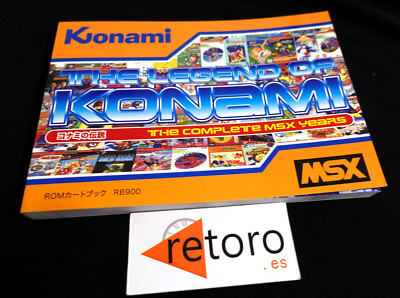 Konami
THE LEGEND OF
KONAMI
コナミの伝説
THE COMPLETE MSX YEARS
MSX
ROMカートブック RB900
retoro
.es